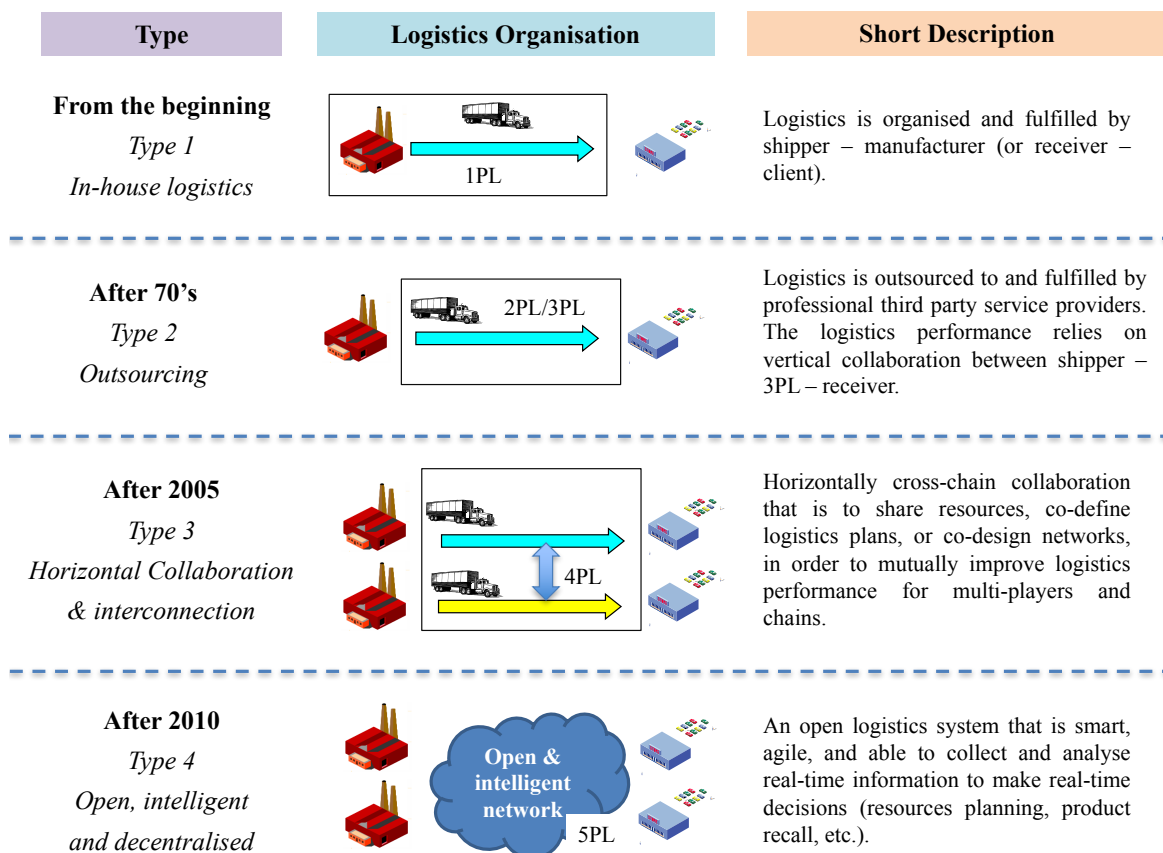 Type
Logistics Organisation
Short Description
From the beginning
Type 1
In-house logistics
1PL
Logistics is organised and fulfilled by
shipper – manufacturer (or receiver –
client).
After 70’s
Type 2
Outsourcing
2PL/3PL
Logistics is outsourced to and fulfilled by
professional third party service providers.
The logistics performance relies on
vertical collaboration between shipper –
3PL – receiver.
After 2005
Type 3
Horizontal Collaboration
& interconnection
4PL
Horizontally cross-chain collaboration
that is to share resources, co-define
logistics plans, or co-design networks,
in order to mutually improve logistics
performance for multi-players and
chains.
After 2010
Type 4
Open, intelligent
and decentralised
Open &
intelligent
network
5PL
An open logistics system that is smart,
agile, and able to collect and analyse
real-time information to make real-time
decisions (resources planning, product
recall, etc.).